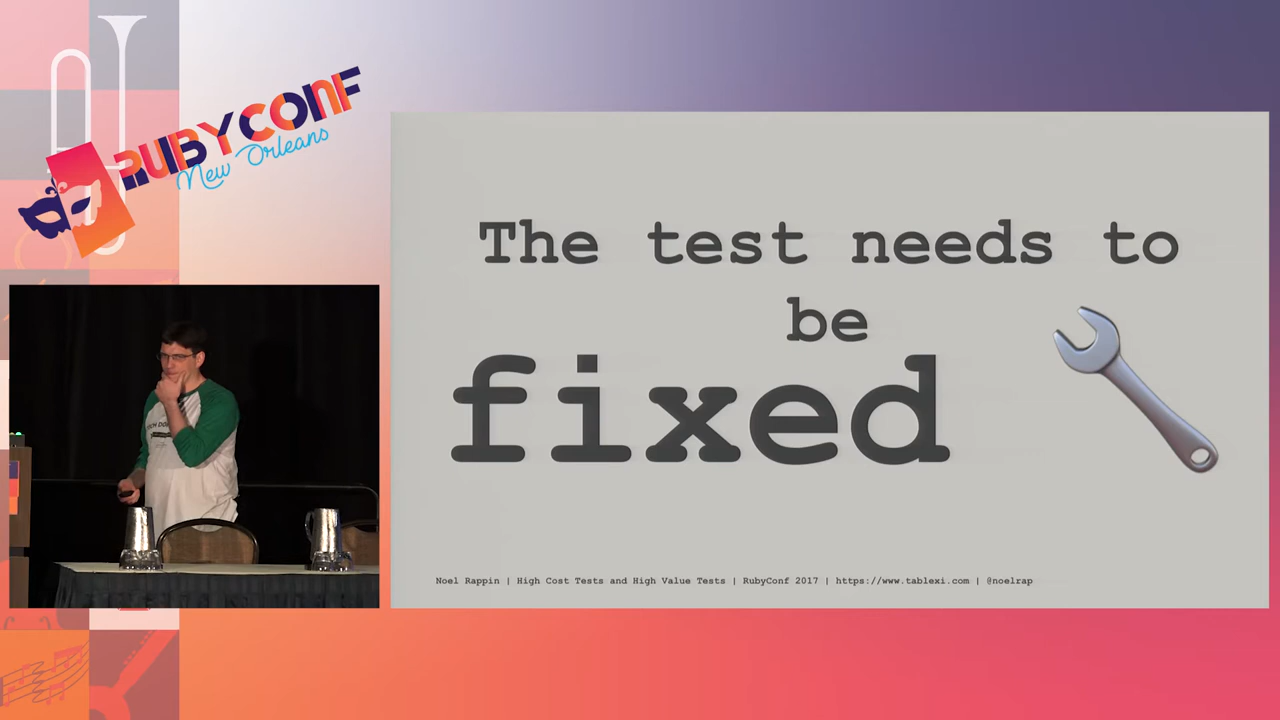 RUBYCONF
New Orleans
The test needs to
be
fixed
Noel Rappin | High Cost Tests and High Value Tests | RubyConf 2017 | https://www.tablexi.com | @noelrap